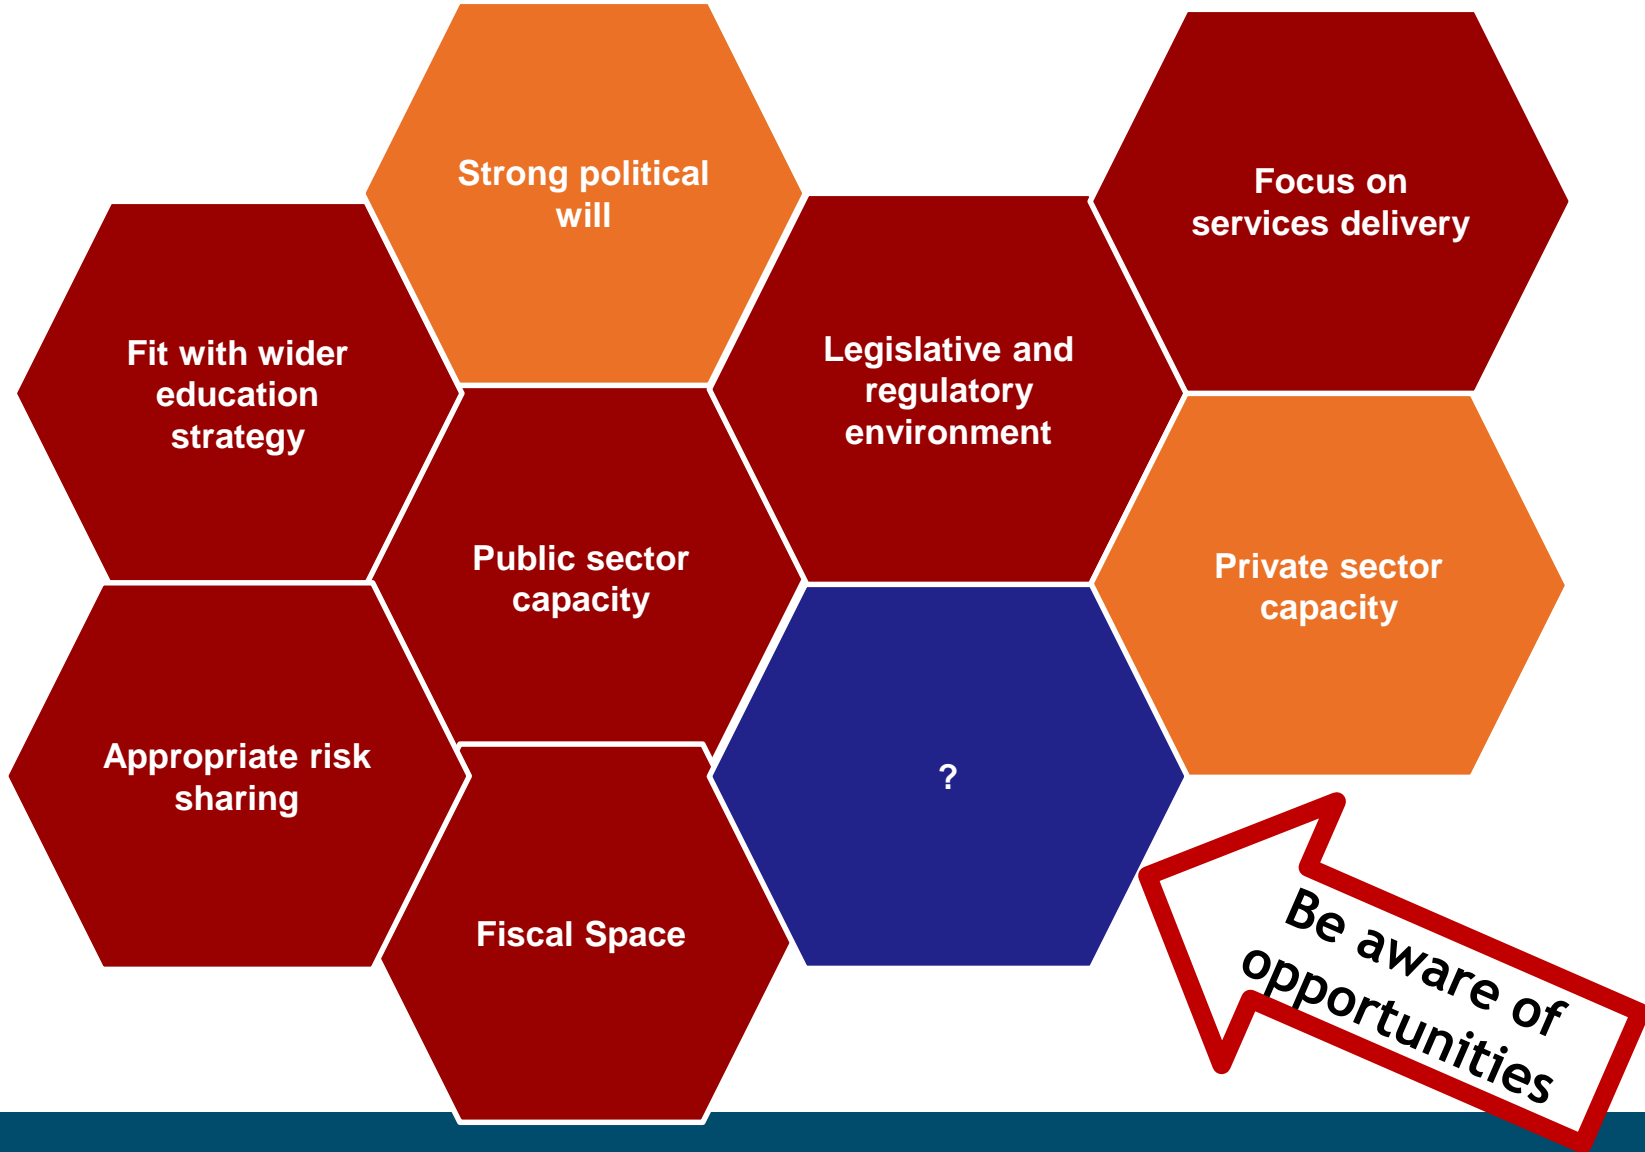 Strong political
will
Focus on
services delivery
Fit with wider
education
strategy
Legislative and
regulatory
environment
Public sector
capacity
Private sector
capacity
Appropriate risk
sharing
?
Fiscal Space
Be aware of
opportunities